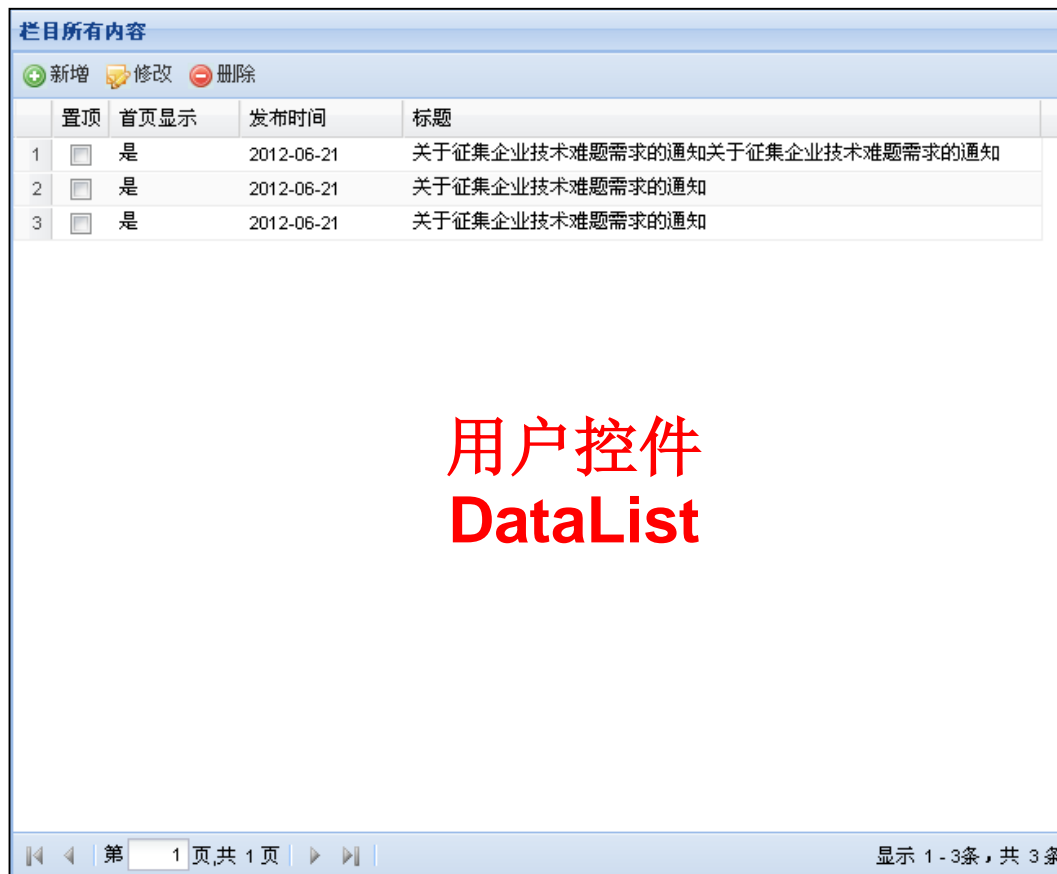 栏目所有内容
新增 修改 删除
置顶 首页显示 发布时间 标题
1 是 2012-06-21 关于征集企业技术难题需求的通知关于征集企业技术难题需求的通知
2 是 2012-06-21 关于征集企业技术难题需求的通知
3 是 2012-06-21 关于征集企业技术难题需求的通知
用户控件
DataList
第 1 页,共 1 页 显示 1 - 3条，共 3 条